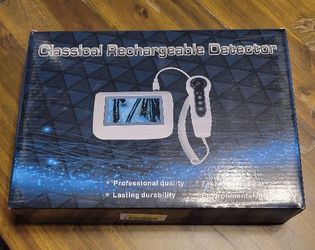 Classical Rechargeable Detector
Professional quality
Lasting durability